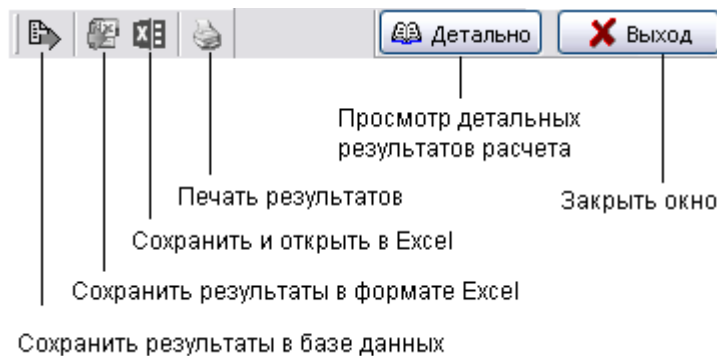 Детально
Выход
Просмотр детальных
результатов расчета
Печать результатов
Закрыть окно
Сохранить и открыть в Excel
Сохранить результаты в формате Excel
Сохранить результаты в базе данных